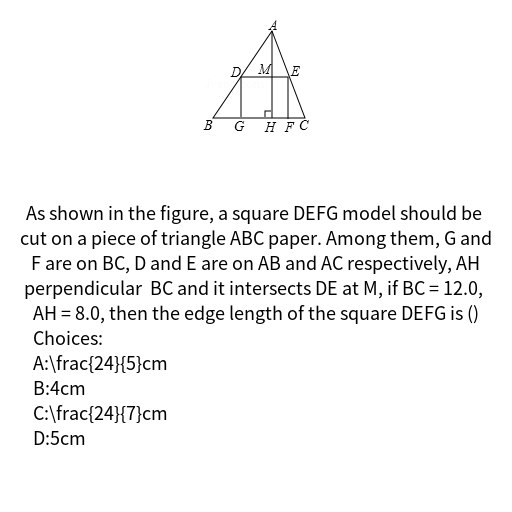 A
D M E
B G H F C
As shown in the figure, a square DEFG model should be
cut on a piece of triangle ABC paper. Among them, G and
F are on BC, D and E are on AB and AC respectively, AH
perpendicular  BC and it intersects DE at M, if BC = 12.0,
AH = 8.0, then the edge length of the square DEFG is ()
Choices:
A:\frac{24}{5}cm
B:4cm
C:\frac{24}{7}cm
D:5cm